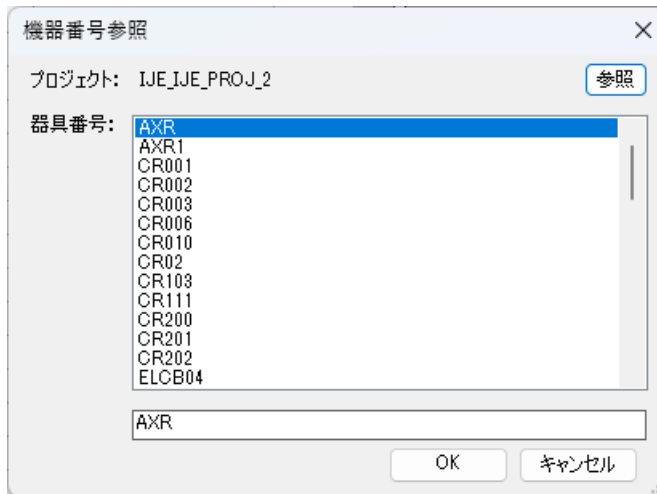 機器番号参照
プロジェクト: IJE_IJE_PROJ_2 参照
器具番号: AXR
AXR1
CR001
CR002
CR003
CR006
CR010
CR02
CR103
CR111
CR200
CR201
CR202
ELCB04
AXR
OK キャンセル